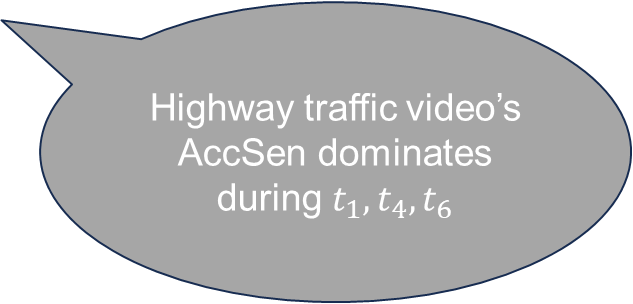 Highway traffic video’s
AccSen dominates
during t₁, t₄, t₆